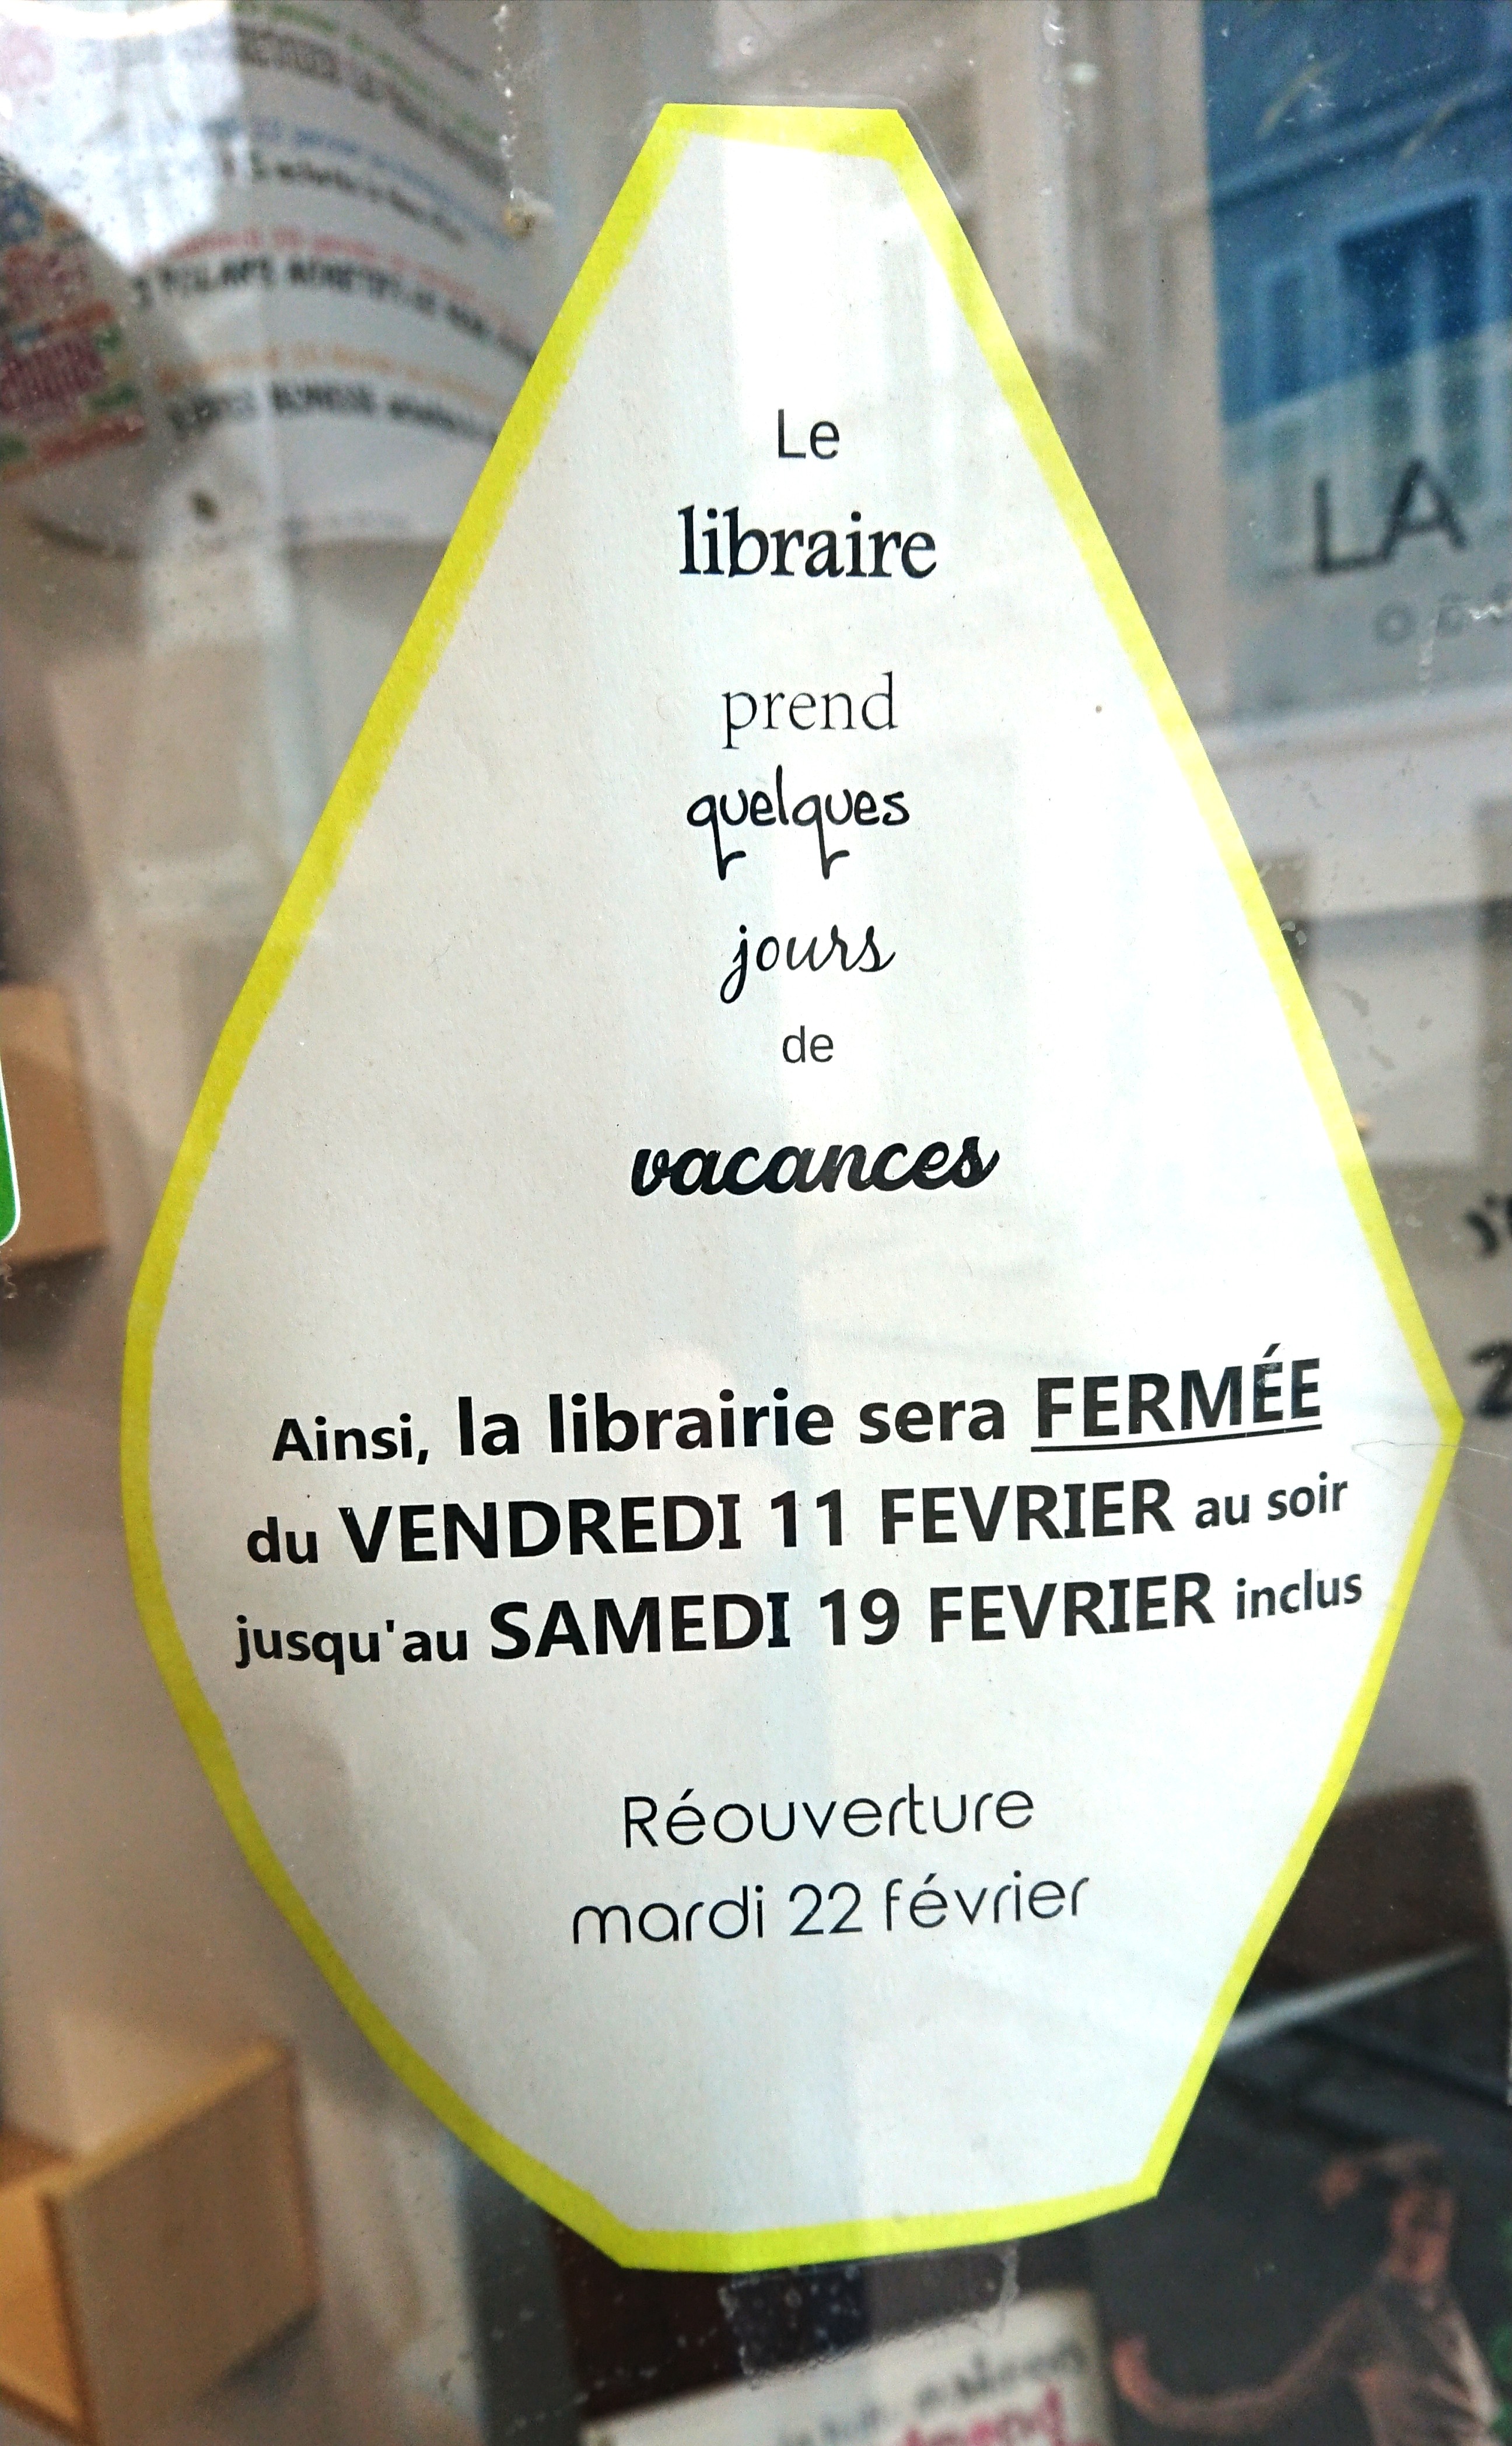 Le
libraire
prend
quelques
jours
de
vacances
Ainsi, la librairie sera FERMÉE
du VENDREDI 11 FEVRIER au soir
jusqu'au SAMEDI 19 FEVRIER inclus
Réouverture
mardi 22 février
LA